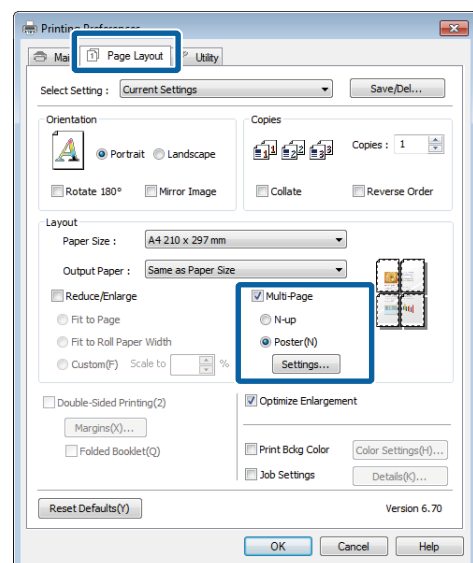 Printing Preferences
Mai
Page Layout
Utility
Select Setting : Current Settings Save/Del...
Orientation
Portrait Landscape
Rotate 180° Mirror Image
Copies
Copies : 1
Collate Reverse Order
Layout
Paper Size : A4 210 x 297 mm
Output Paper : Same as Paper Size
Reduce/Enlarge
Fit to Page
Fit to Roll Paper Width
Custom(F) Scale to %
Multi-Page
N-up
Poster(N)
Settings...
Double-Sided Printing(2)
Margins(X)...
Folded Booklet(Q)
Optimize Enlargement
Print Bckg Color Color Settings(H)...
Job Settings Details(K)...
Reset Defaults(Y) Version 6.70
OK Cancel Help